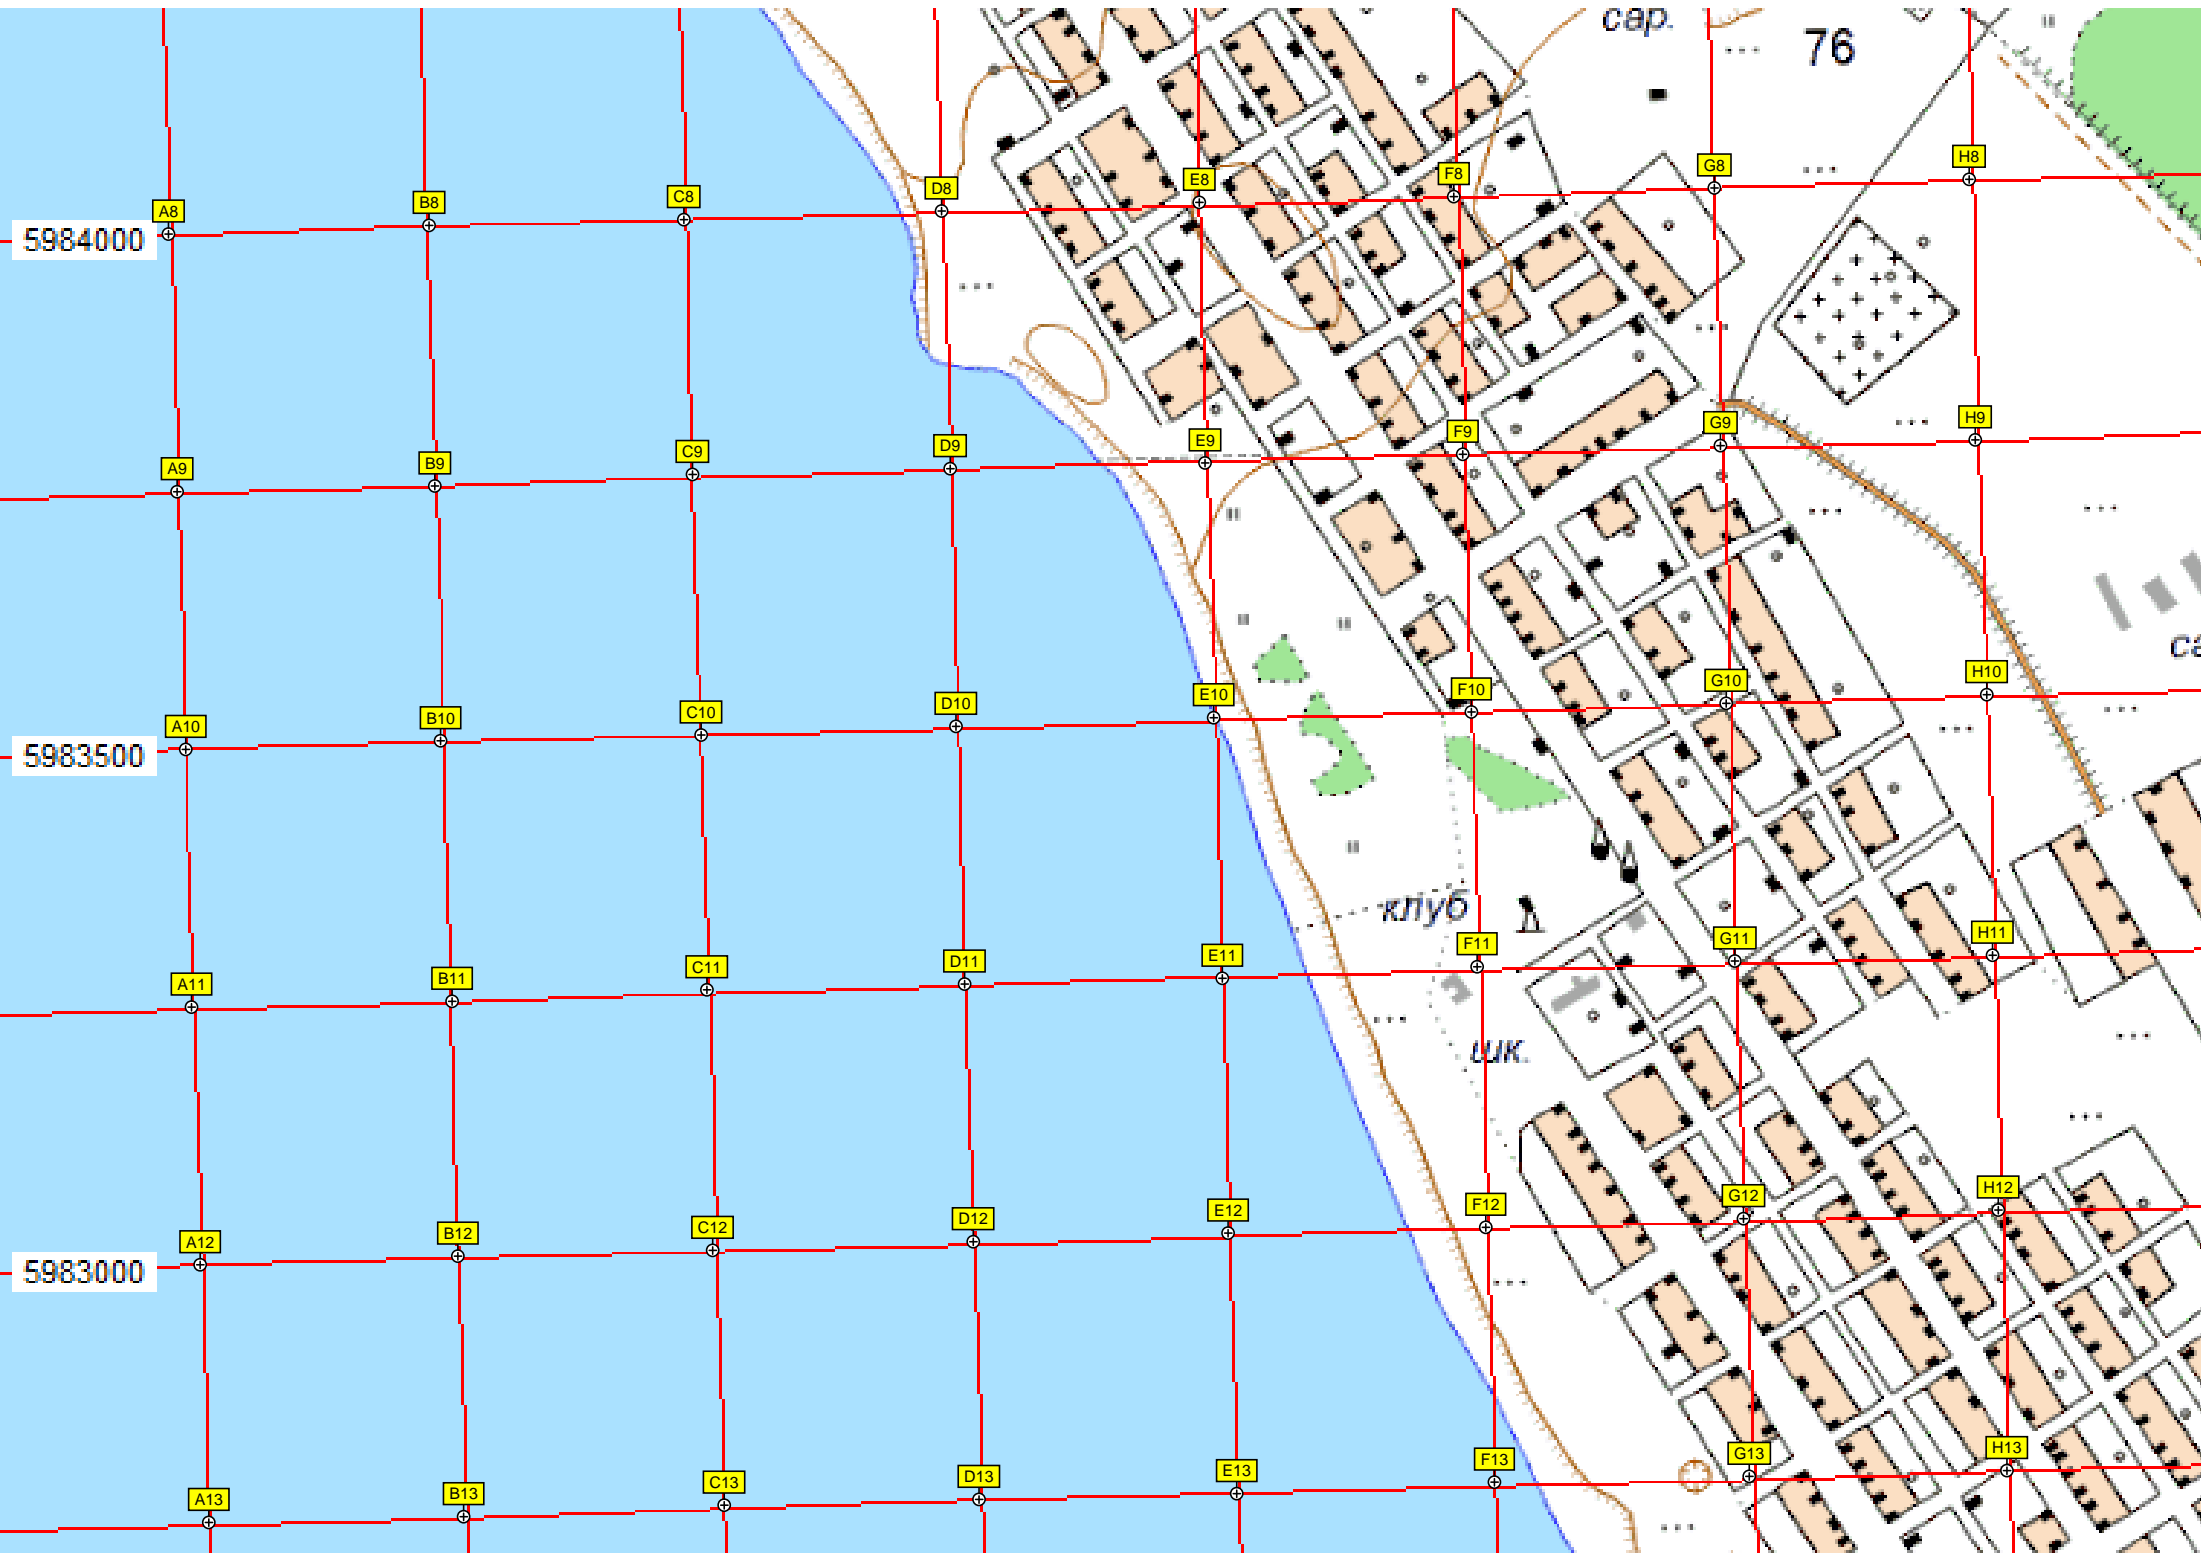 сар.
76
G8 H8
D8 E8 F8
A8 B8 C8
5984000
G9 H9
D9 E9 F9
A9 B9 C9
са
G10 H10
D10 E10 F10
A10 B10 C10
5983500
клуб
G11 H11
D11 E11 F11
A11 B11 C11
шк.
G12 H12
D12 E12 F12
A12 B12 C12
5983000
G13 H13
D13 E13 F13
A13 B13 C13